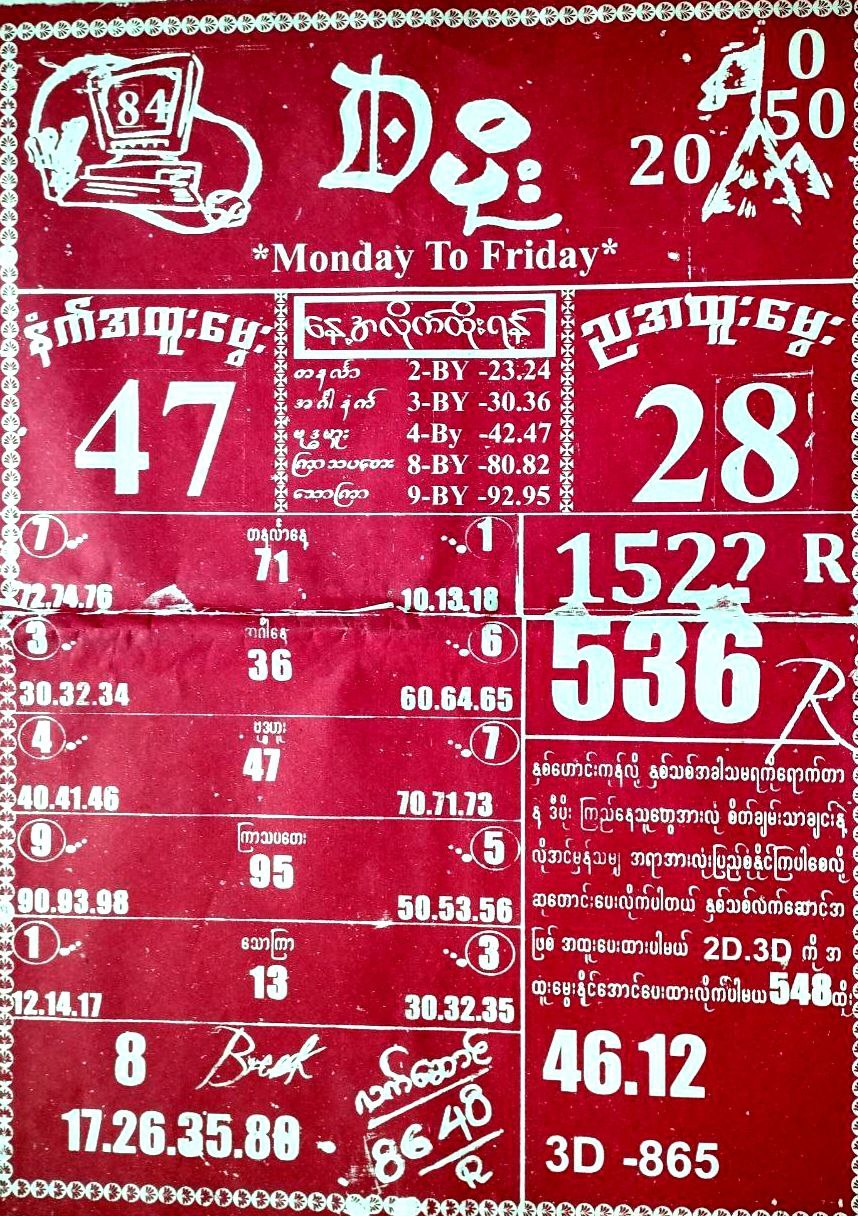 84
D ပိုး
0
50
20
*Monday To Friday*
နံက်အထူးမွေး
47
နေ့အလိုက်ထိုးရန်
တနင်္လာ 2-BY -23.24
အင်္ဂါနံက် 3-BY -30.36
ဗုဒ္ဓဟူး 4-By -42.47
ကြာသပတေး 8-BY -80.82
သောကြာ 9-BY -92.95
ညအထူးမွေး
28
7 တနင်္လာနေ့ 1
71
72.74.76 10.13.18
3 အင်္ဂါနေ့ 6
36
30.32.34 60.64.65
4 ဗုဒ္ဓဟူး 7
47
40.41.46 70.71.73
9 ကြာသပတေး 5
95
90.93.98 50.53.56
1 သောကြာ 3
13
12.14.17 30.32.35
8 Break
17.26.35.80
လက်ဆောင်
86 48
R
152? R
536 R
နှစ်ဟောင်းကုန်လို့ နှစ်သစ်အခါသမရကိုရောက်တာ
နဲ့ ဒီပိုး ကြည့်နေသူတွေအားလုံး စိတ်ချမ်းသာချင်းနဲ့
လိုအင်မှန်သမျှ အရာအားလုံးပြည့်စုံနိုင်ကြပါစေလို့
ဆုတောင်းပေးလိုက်ပါတယ် နှစ်သစ်လက်ဆောင်အ
ဖြစ် အထူးပေးထားပါမယ် 2D.3D ကို အ
ထူးမွေးနိုင်အောင်ပေးထားလိုက်ပါမယ 548ထိုး
46.12
3D -865